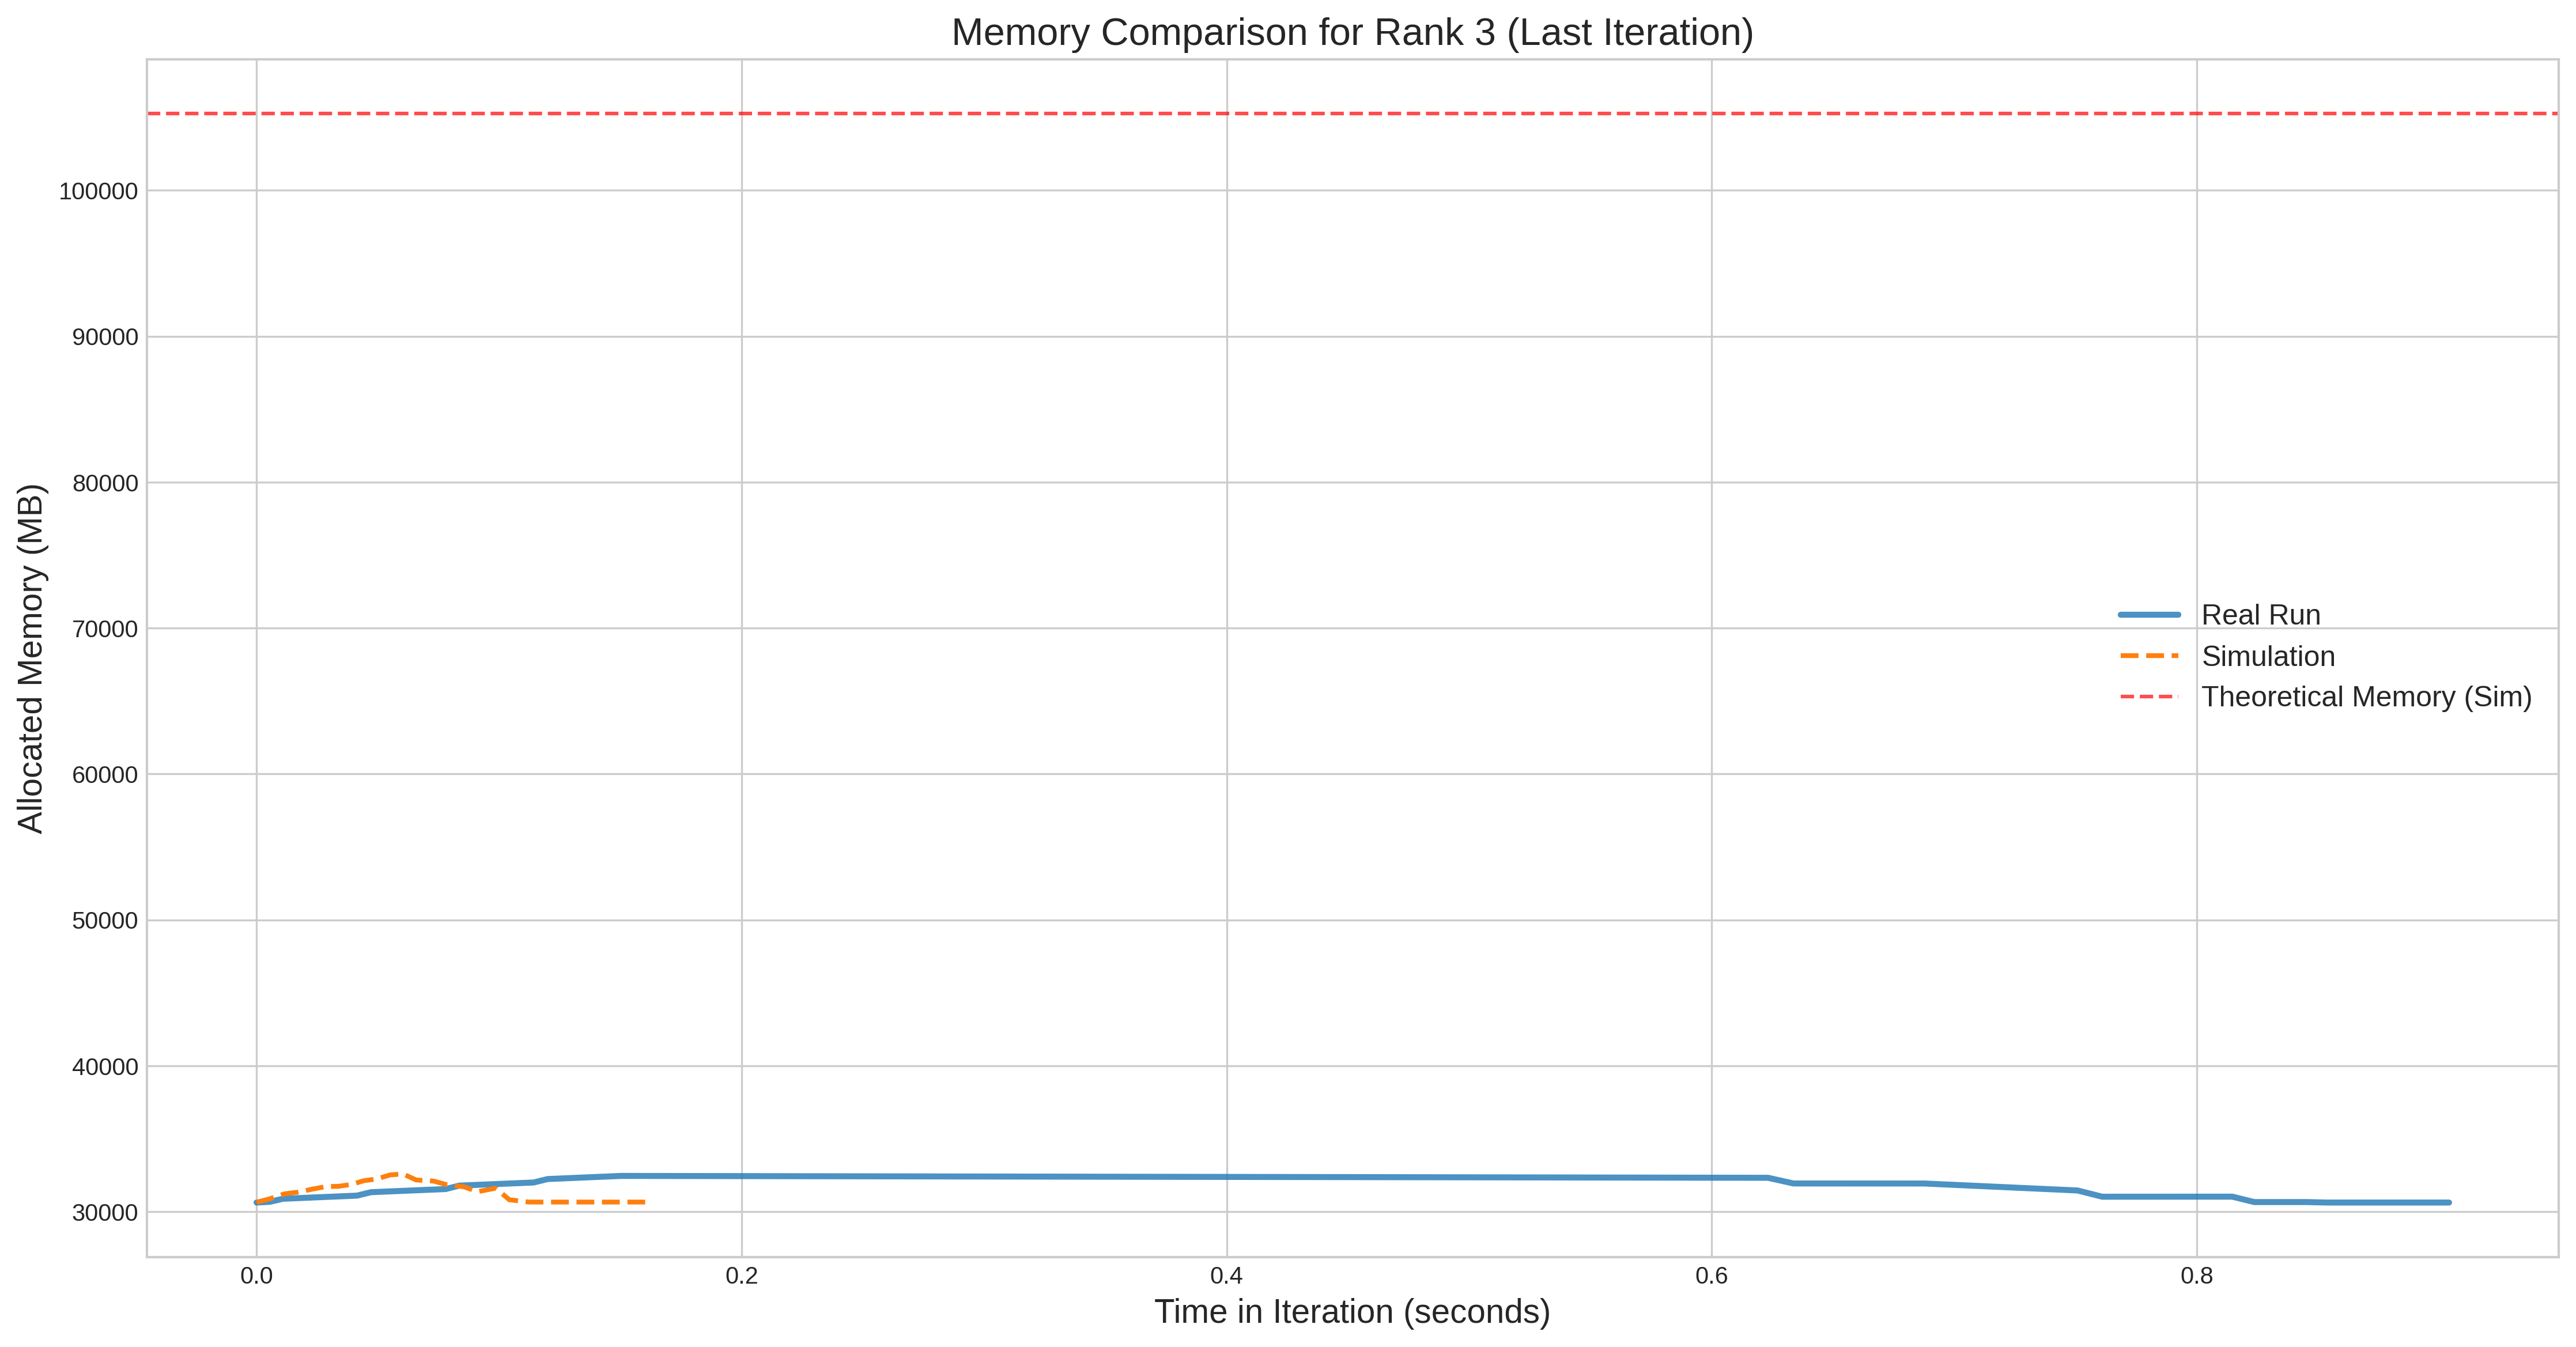 Memory Comparison for Rank 3 (Last Iteration)
Allocated Memory (MB)
100000
90000
80000
70000
60000
50000
40000
30000
Real Run
Simulation
Theoretical Memory (Sim)
0.0 0.2 0.4 0.6 0.8
Time in Iteration (seconds)